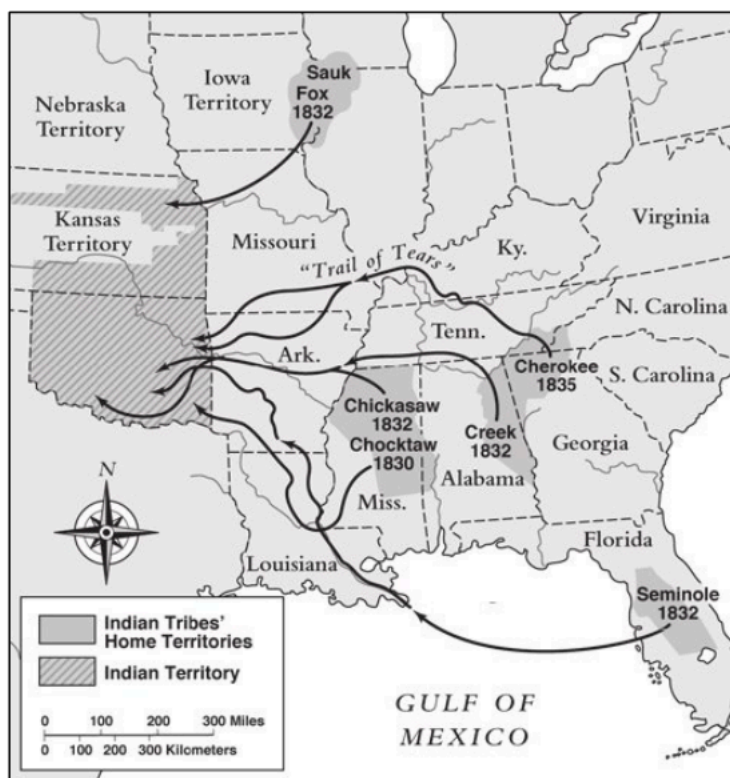 Sauk
Fox
1832
Iowa
Territory
Nebraska
Territory
Kansas
Territory
Missouri
"Trail of Tears"
Ky.
Virginia
N. Carolina
Tenn.
Ark.
Cherokee
1835
S. Carolina
Chickasaw
1832
Chocktaw
1830
Creek
1832
Georgia
Alabama
Miss.
N
Louisiana
Florida
Seminole
1832
Indian Tribes'
Home Territories
Indian Territory
0 100 200 300 Miles
0 100 200 300 Kilometers
GULF OF
MEXICO